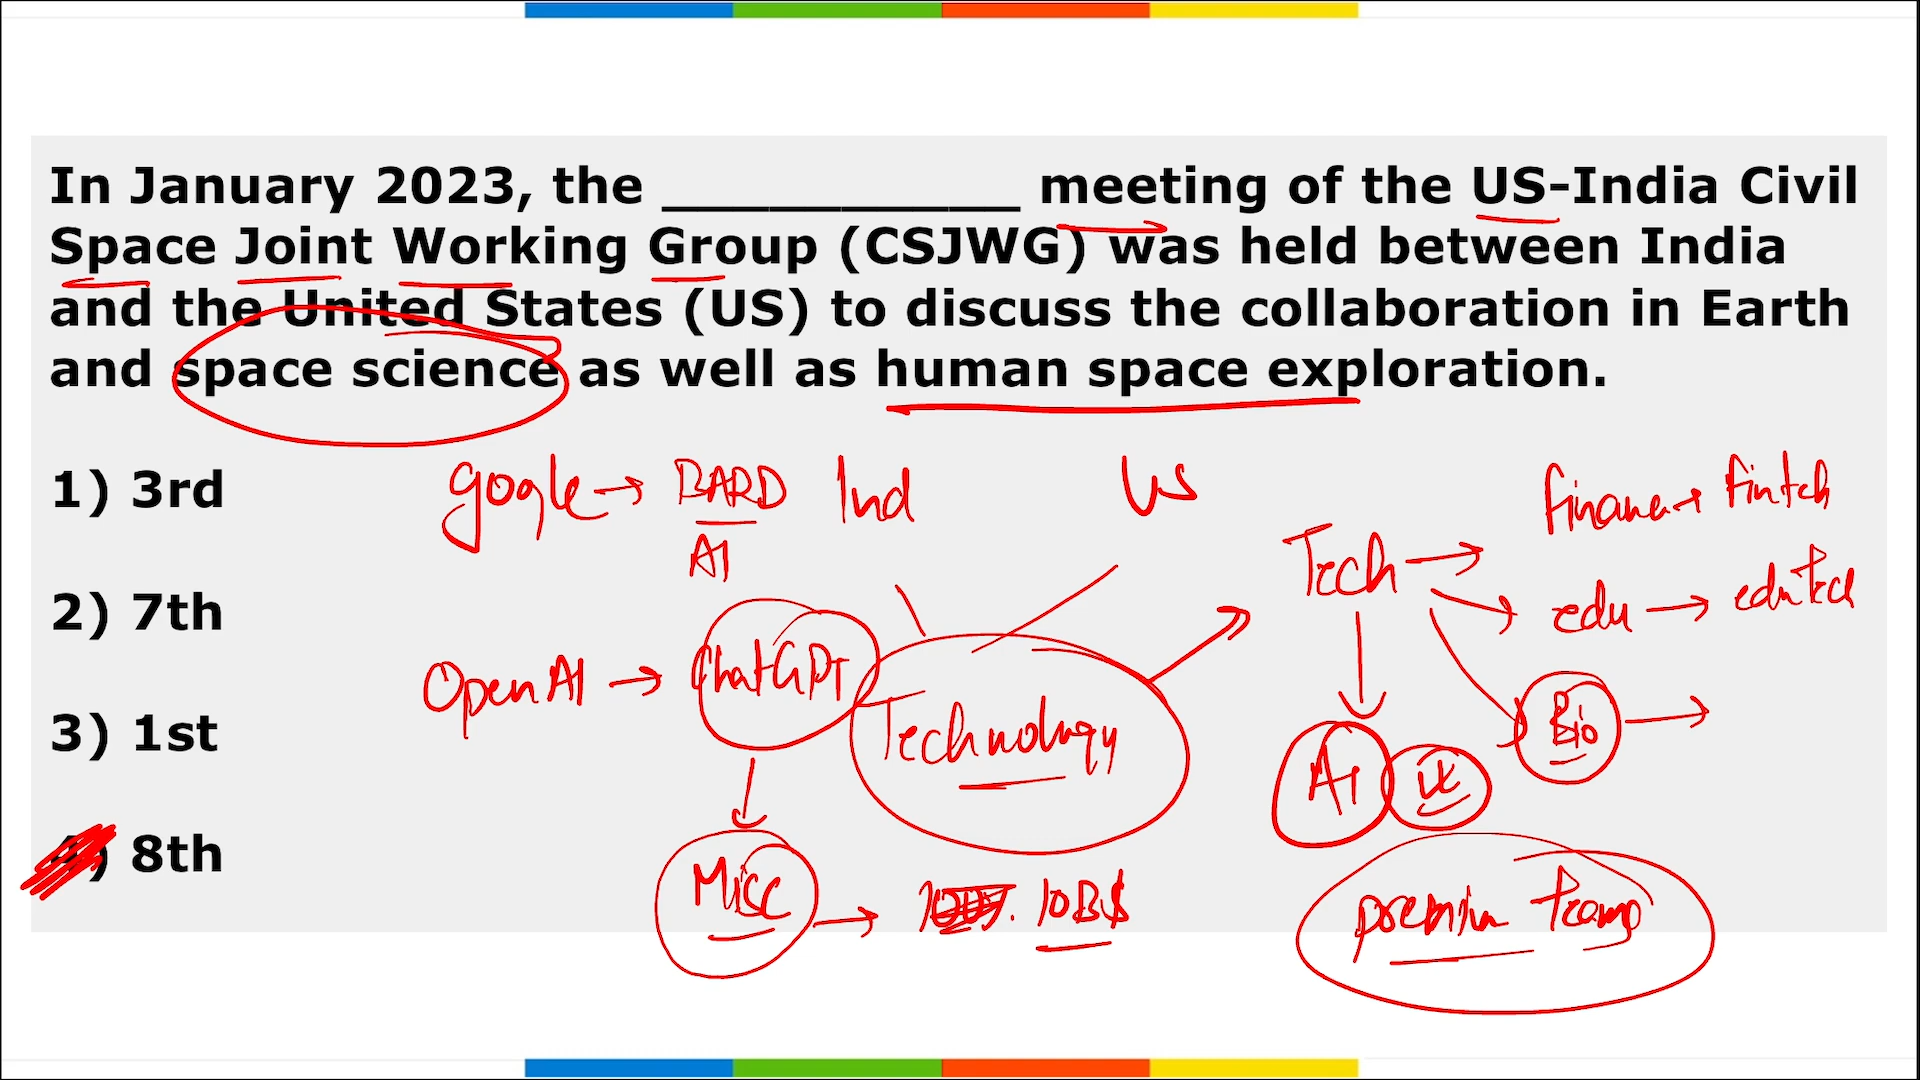 In January 2023, the __________ meeting of the US-India Civil
Space Joint Working Group (CSJWG) was held between India
and the United States (US) to discuss the collaboration in Earth
and space science as well as human space exploration.
1) 3rd
gogle → BARD Ind US
finance → fintech
AI
Tech →
2) 7th
edu → edutech
OpenAI → ChatGPT
3) 1st
Technology
Bio →
AI
8th
Misc → 10B$
premium